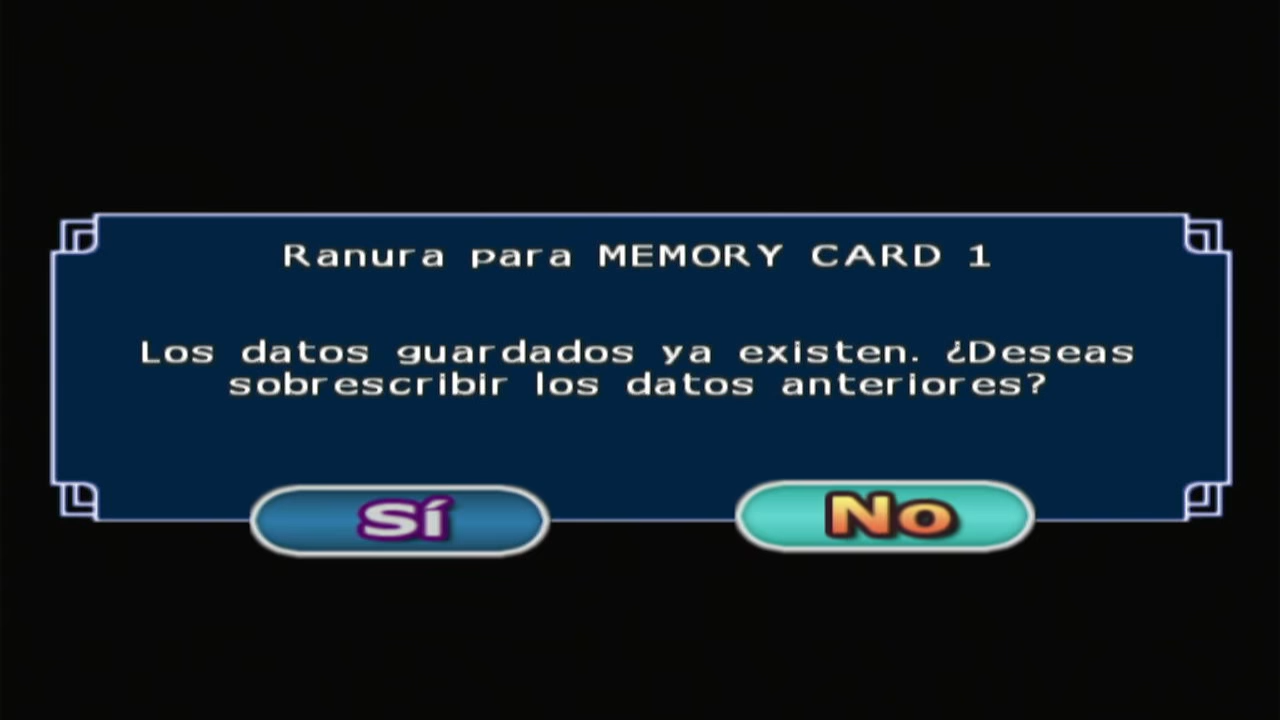 Ranura para MEMORY CARD 1
Los datos guardados ya existen. ¿Deseas
sobrescribir los datos anteriores?
Sí
No